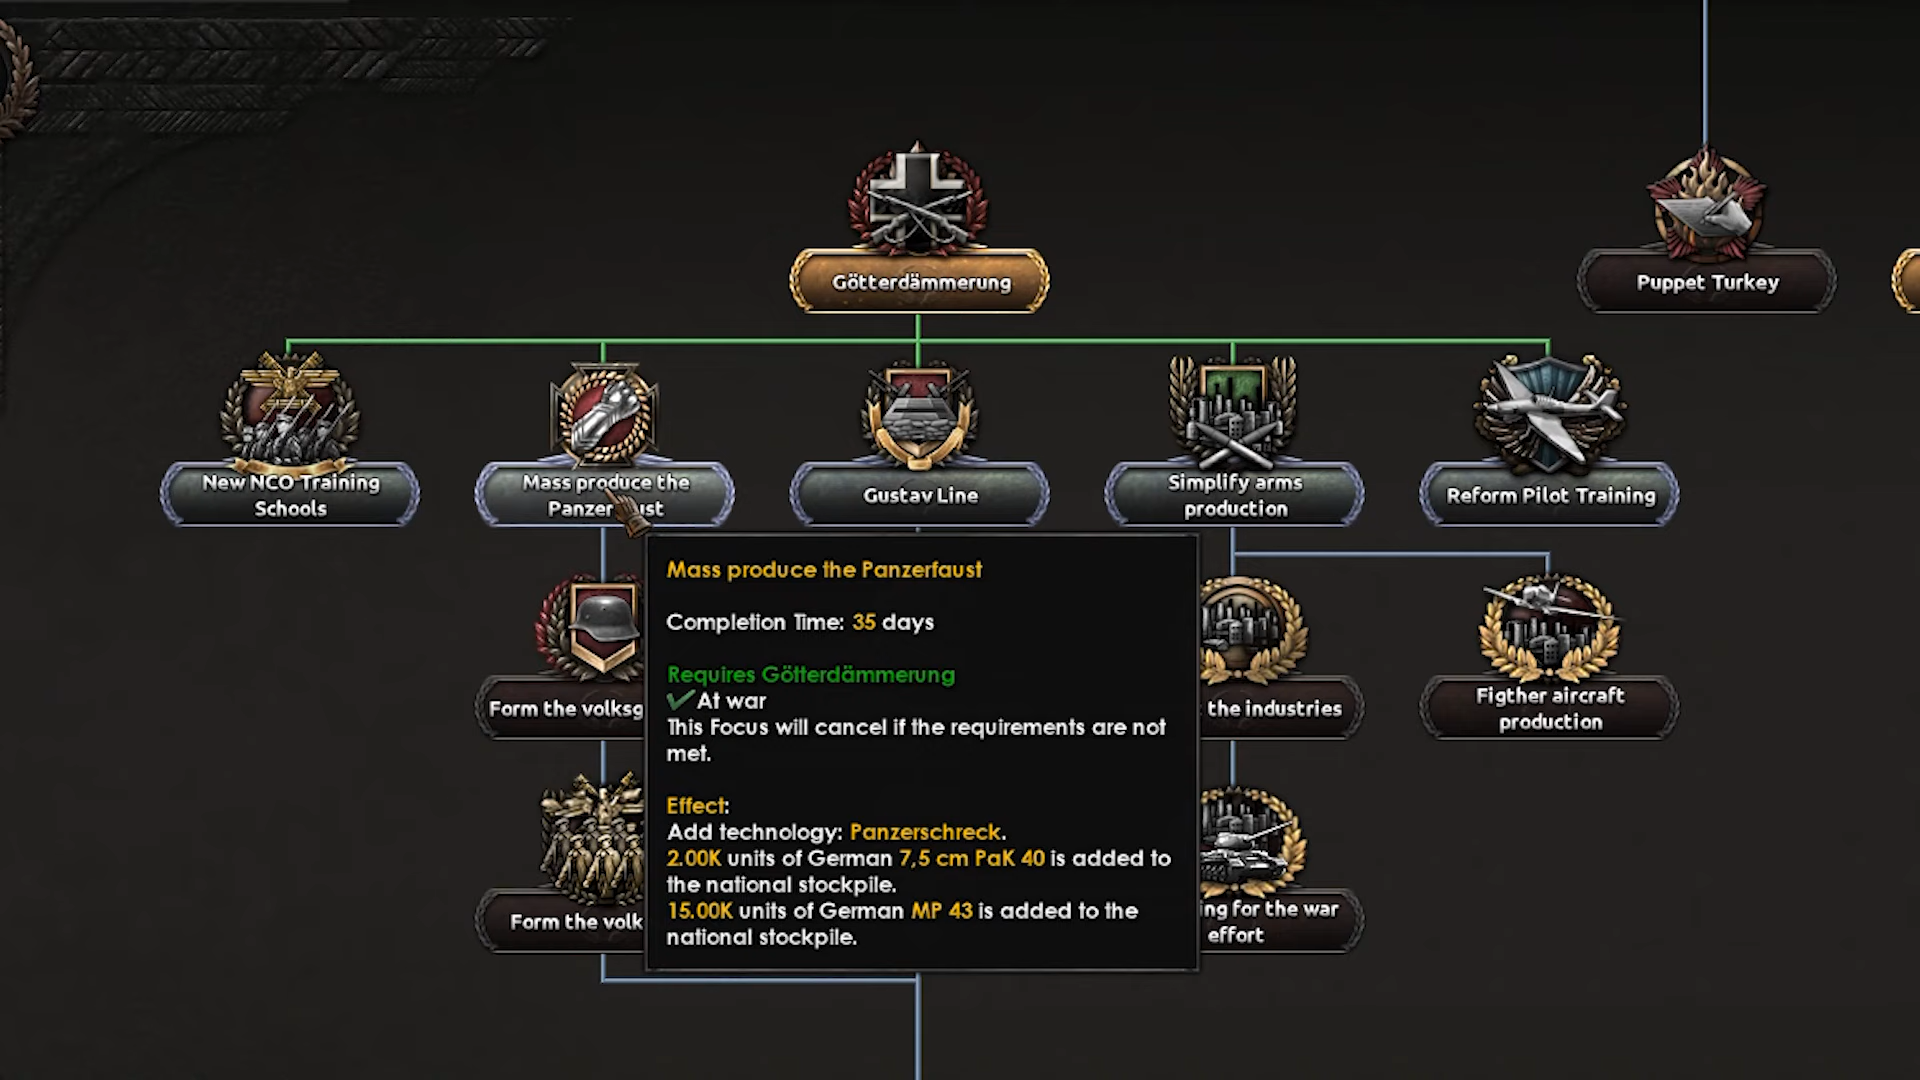 Götterdämmerung
Puppet Turkey
New NCO Training
Schools
Mass produce the
Gustav Line
Simplify arms
production
Reform Pilot Training
Mass produce the Panzerfaust
Completion Time: 35 days
Requires Götterdämmerung
At war
This Focus will cancel if the requirements are not
met.
Effect:
Add technology: Panzerschreck.
2.00K units of German 7,5 cm PaK 40 is added to
the national stockpile.
15.00K units of German MP 43 is added to the
national stockpile.
Form the
the industries
Figther aircraft
production
Form the
for the war
effort